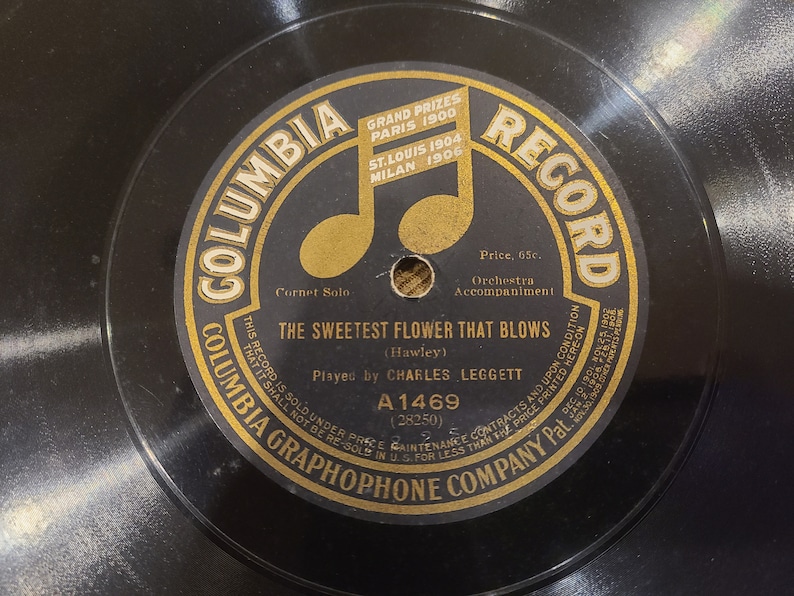 COLUMBIA RECORD
GRAND PRIZES
PARIS 1900
ST. LOUIS 1904
MILAN 1906
Price, 65c.
Cornet Solo
Orchestra
Accompaniment
THE SWEETEST FLOWER THAT BLOWS
(Hawley)
Played by CHARLES LEGGETT
A1469
(28250)
THIS RECORD IS SOLD UNDER PRICE MAINTENANCE CONTRACTS AND UPON CONDITION
THAT IT SHALL NOT BE RE-SOLD IN U.S. FOR LESS THAN THE PRICE PRINTED HEREON
COLUMBIA GRAPHOPHONE COMPANY Pat.